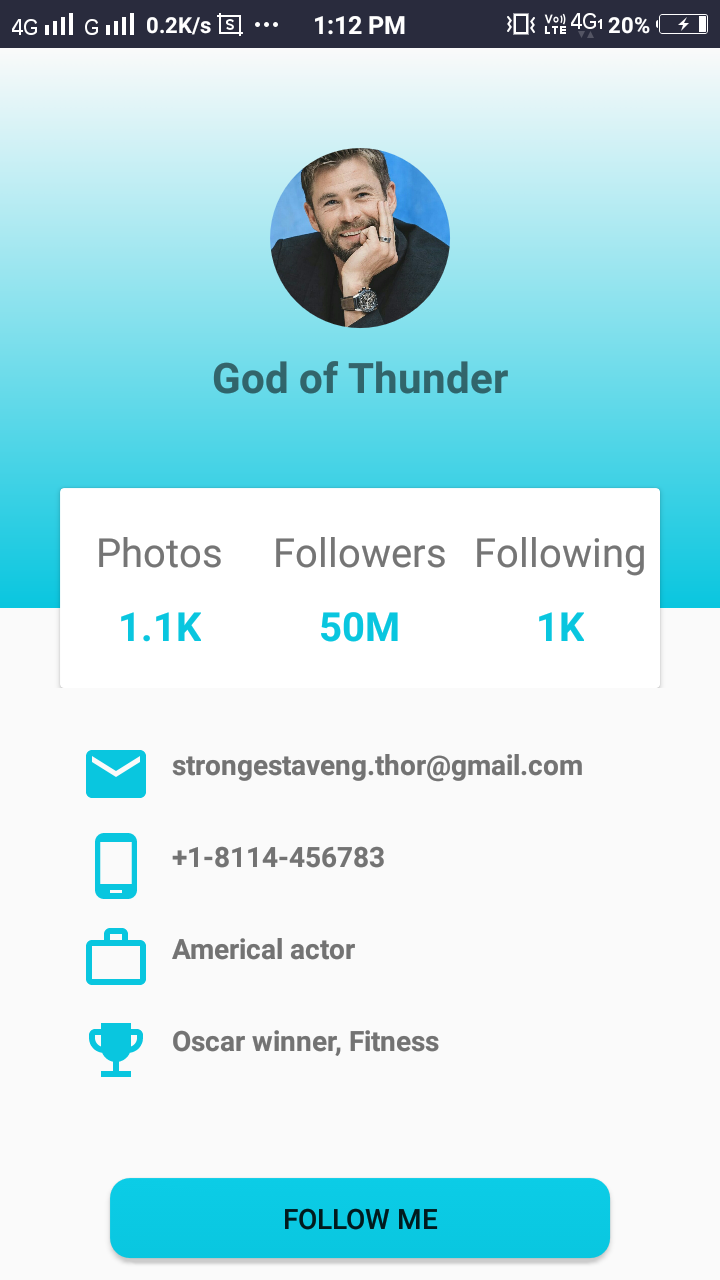 4G G 0.2K/s S ... 1:12 PM Vo) LTE 4G1 20%
God of Thunder
Photos Followers Following
1.1K 50M 1K
strongestaveng.thor@gmail.com
+1-8114-456783
Americal actor
Oscar winner, Fitness
FOLLOW ME